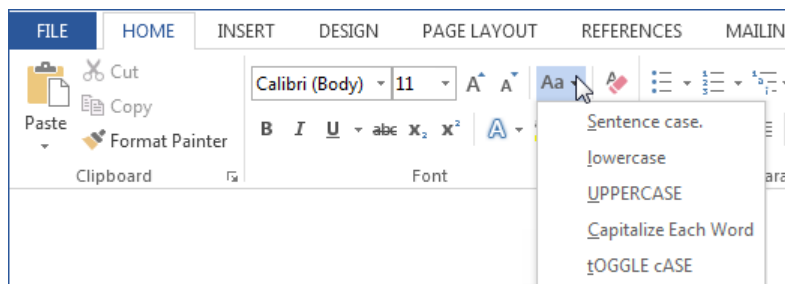 FILE HOME INSERT DESIGN PAGE LAYOUT REFERENCES MAILIN
Cut
Copy
Paste
Format Painter
Clipboard
Calibri (Body) 11 A A Aa A
B I U abc X₂ X² A
Font
Sentence case.
lowercase
UPPERCASE
Capitalize Each Word
tOGGLE cASE